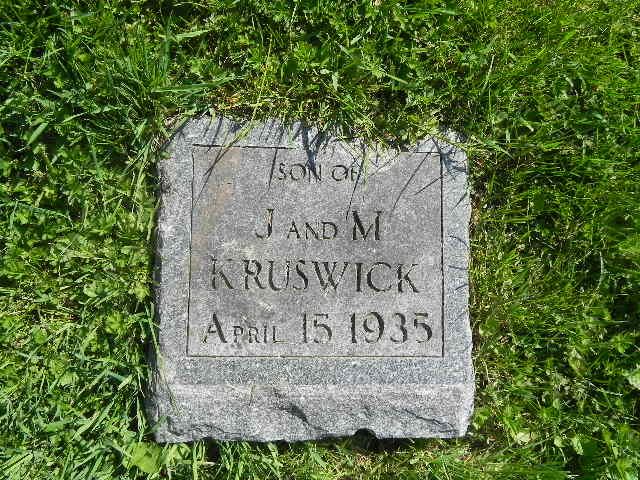 SON OF
J AND M
KRUSWICK
APRIL 15 1935